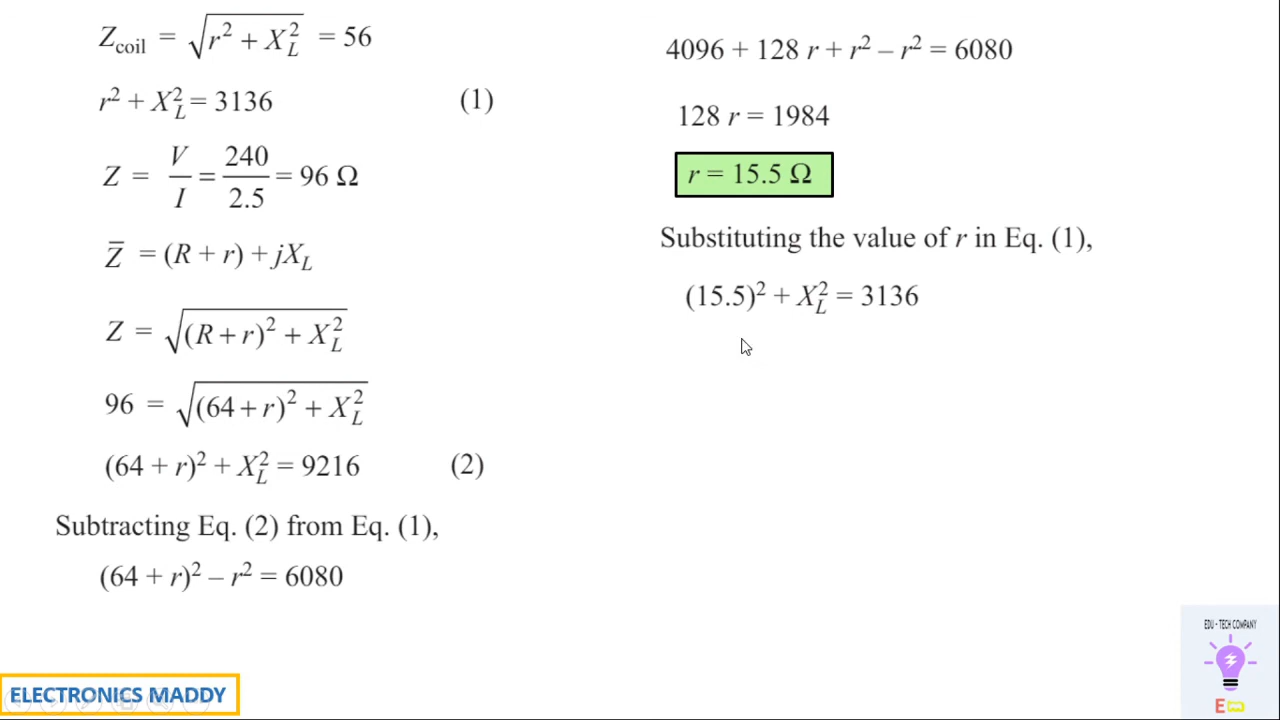 Z_coil = √(r² + X_L²) = 56
r² + X_L² = 3136 (1)
Z = V/I = 240/2.5 = 96 Ω
Z̄ = (R + r) + jX_L
Z = √((R + r)² + X_L²)
96 = √((64 + r)² + X_L²)
(64 + r)² + X_L² = 9216 (2)
Subtracting Eq. (2) from Eq. (1),
(64 + r)² – r² = 6080
4096 + 128 r + r² – r² = 6080
128 r = 1984
r = 15.5 Ω
Substituting the value of r in Eq. (1),
(15.5)² + X_L² = 3136
ELECTRONICS MADDY
EDU - TECH COMPANY